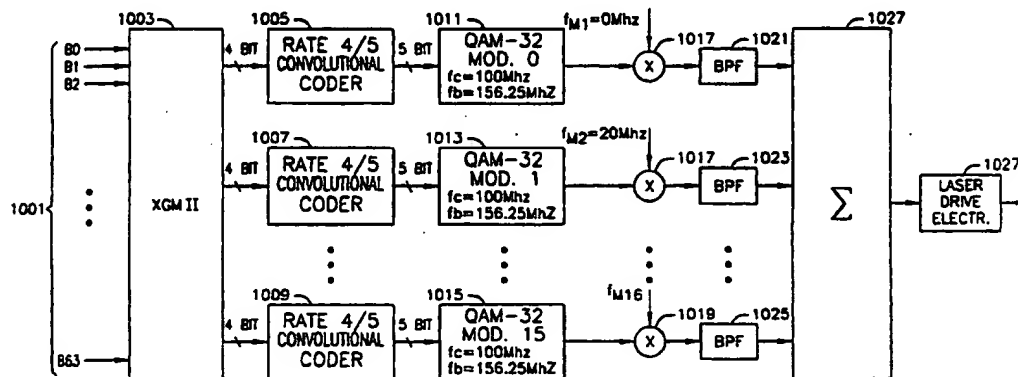 1001
B0
B1
B2
B63
1003
XGMII
4 BIT
1005
RATE 4/5
CONVOLUTIONAL
CODER
5 BIT
1011
QAM-32
MOD. 0
fc=100Mhz
fb=156.25MhZ
fM1=0Mhz
1017
X
1021
BPF
4 BIT
1007
RATE 4/5
CONVOLUTIONAL
CODER
5 BIT
1013
QAM-32
MOD. 1
fc=100Mhz
fb=156.25MhZ
fM2=20Mhz
1017
X
1023
BPF
4 BIT
1009
RATE 4/5
CONVOLUTIONAL
CODER
5 BIT
1015
QAM-32
MOD. 15
fc=100Mhz
fb=156.25MhZ
fM16
1019
X
1025
BPF
1027
Σ
1027
LASER
DRIVE
ELECTR.